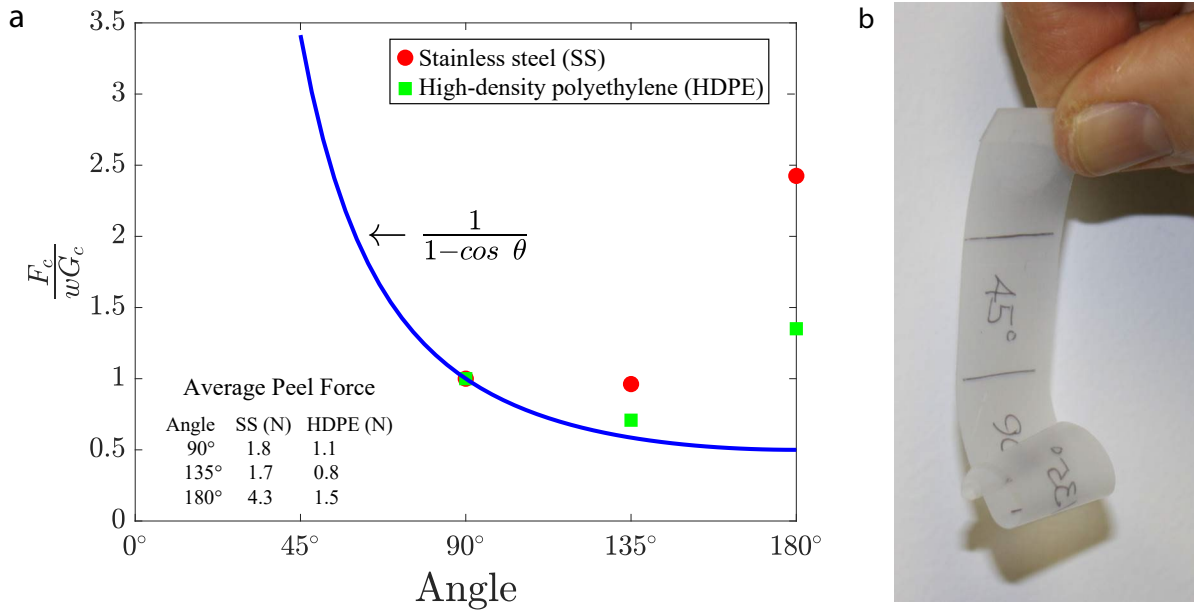 a
3.5
3
2.5
2
1.5
1
0.5
0
0°
45°
90°
135°
180°
Angle
F_c
wG_c
Stainless steel (SS)
High-density polyethylene (HDPE)
← 1
1−cos θ
Average Peel Force
Angle SS (N) HDPE (N)
90° 1.8 1.1
135° 1.7 0.8
180° 4.3 1.5
b
45°